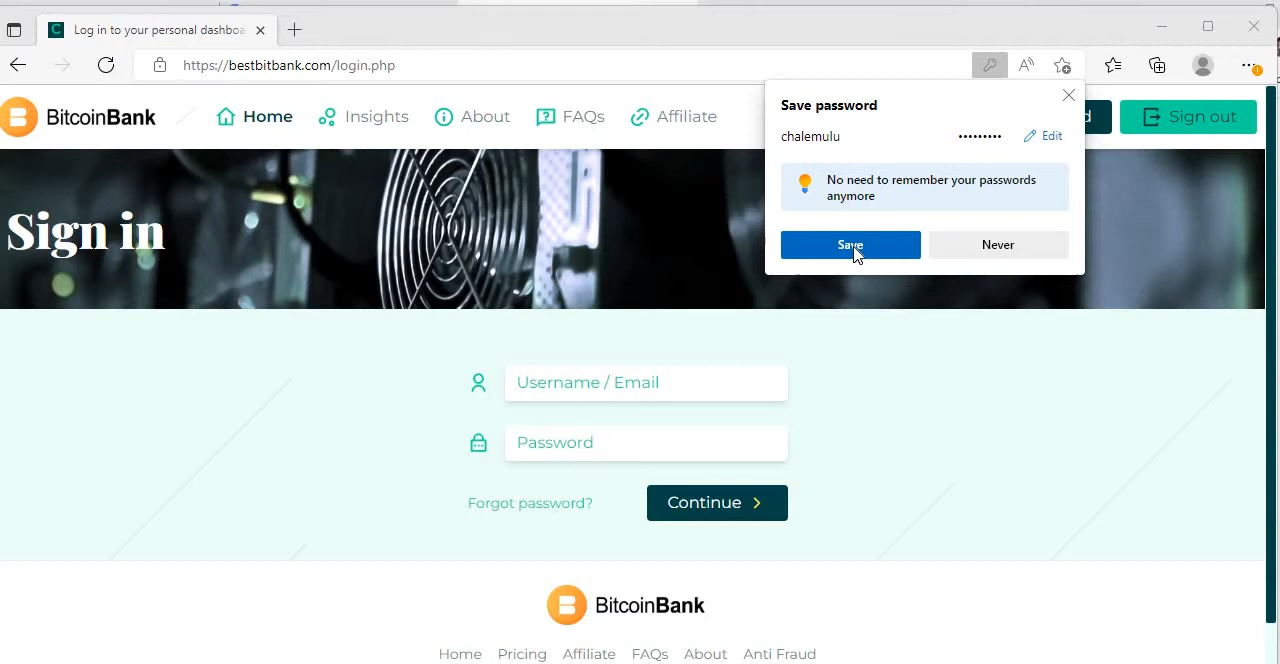 Log in to your personal dashboa
https://bestbitbank.com/login.php
BitcoinBank
Home
Insights
About
FAQs
Affiliate
d
Sign out
Save password
chalemulu
•••••••••
Edit
No need to remember your passwords
anymore
Save
Never
Sign in
Username / Email
Password
Forgot password?
Continue
BitcoinBank
Home Pricing Affiliate FAQs About Anti Fraud